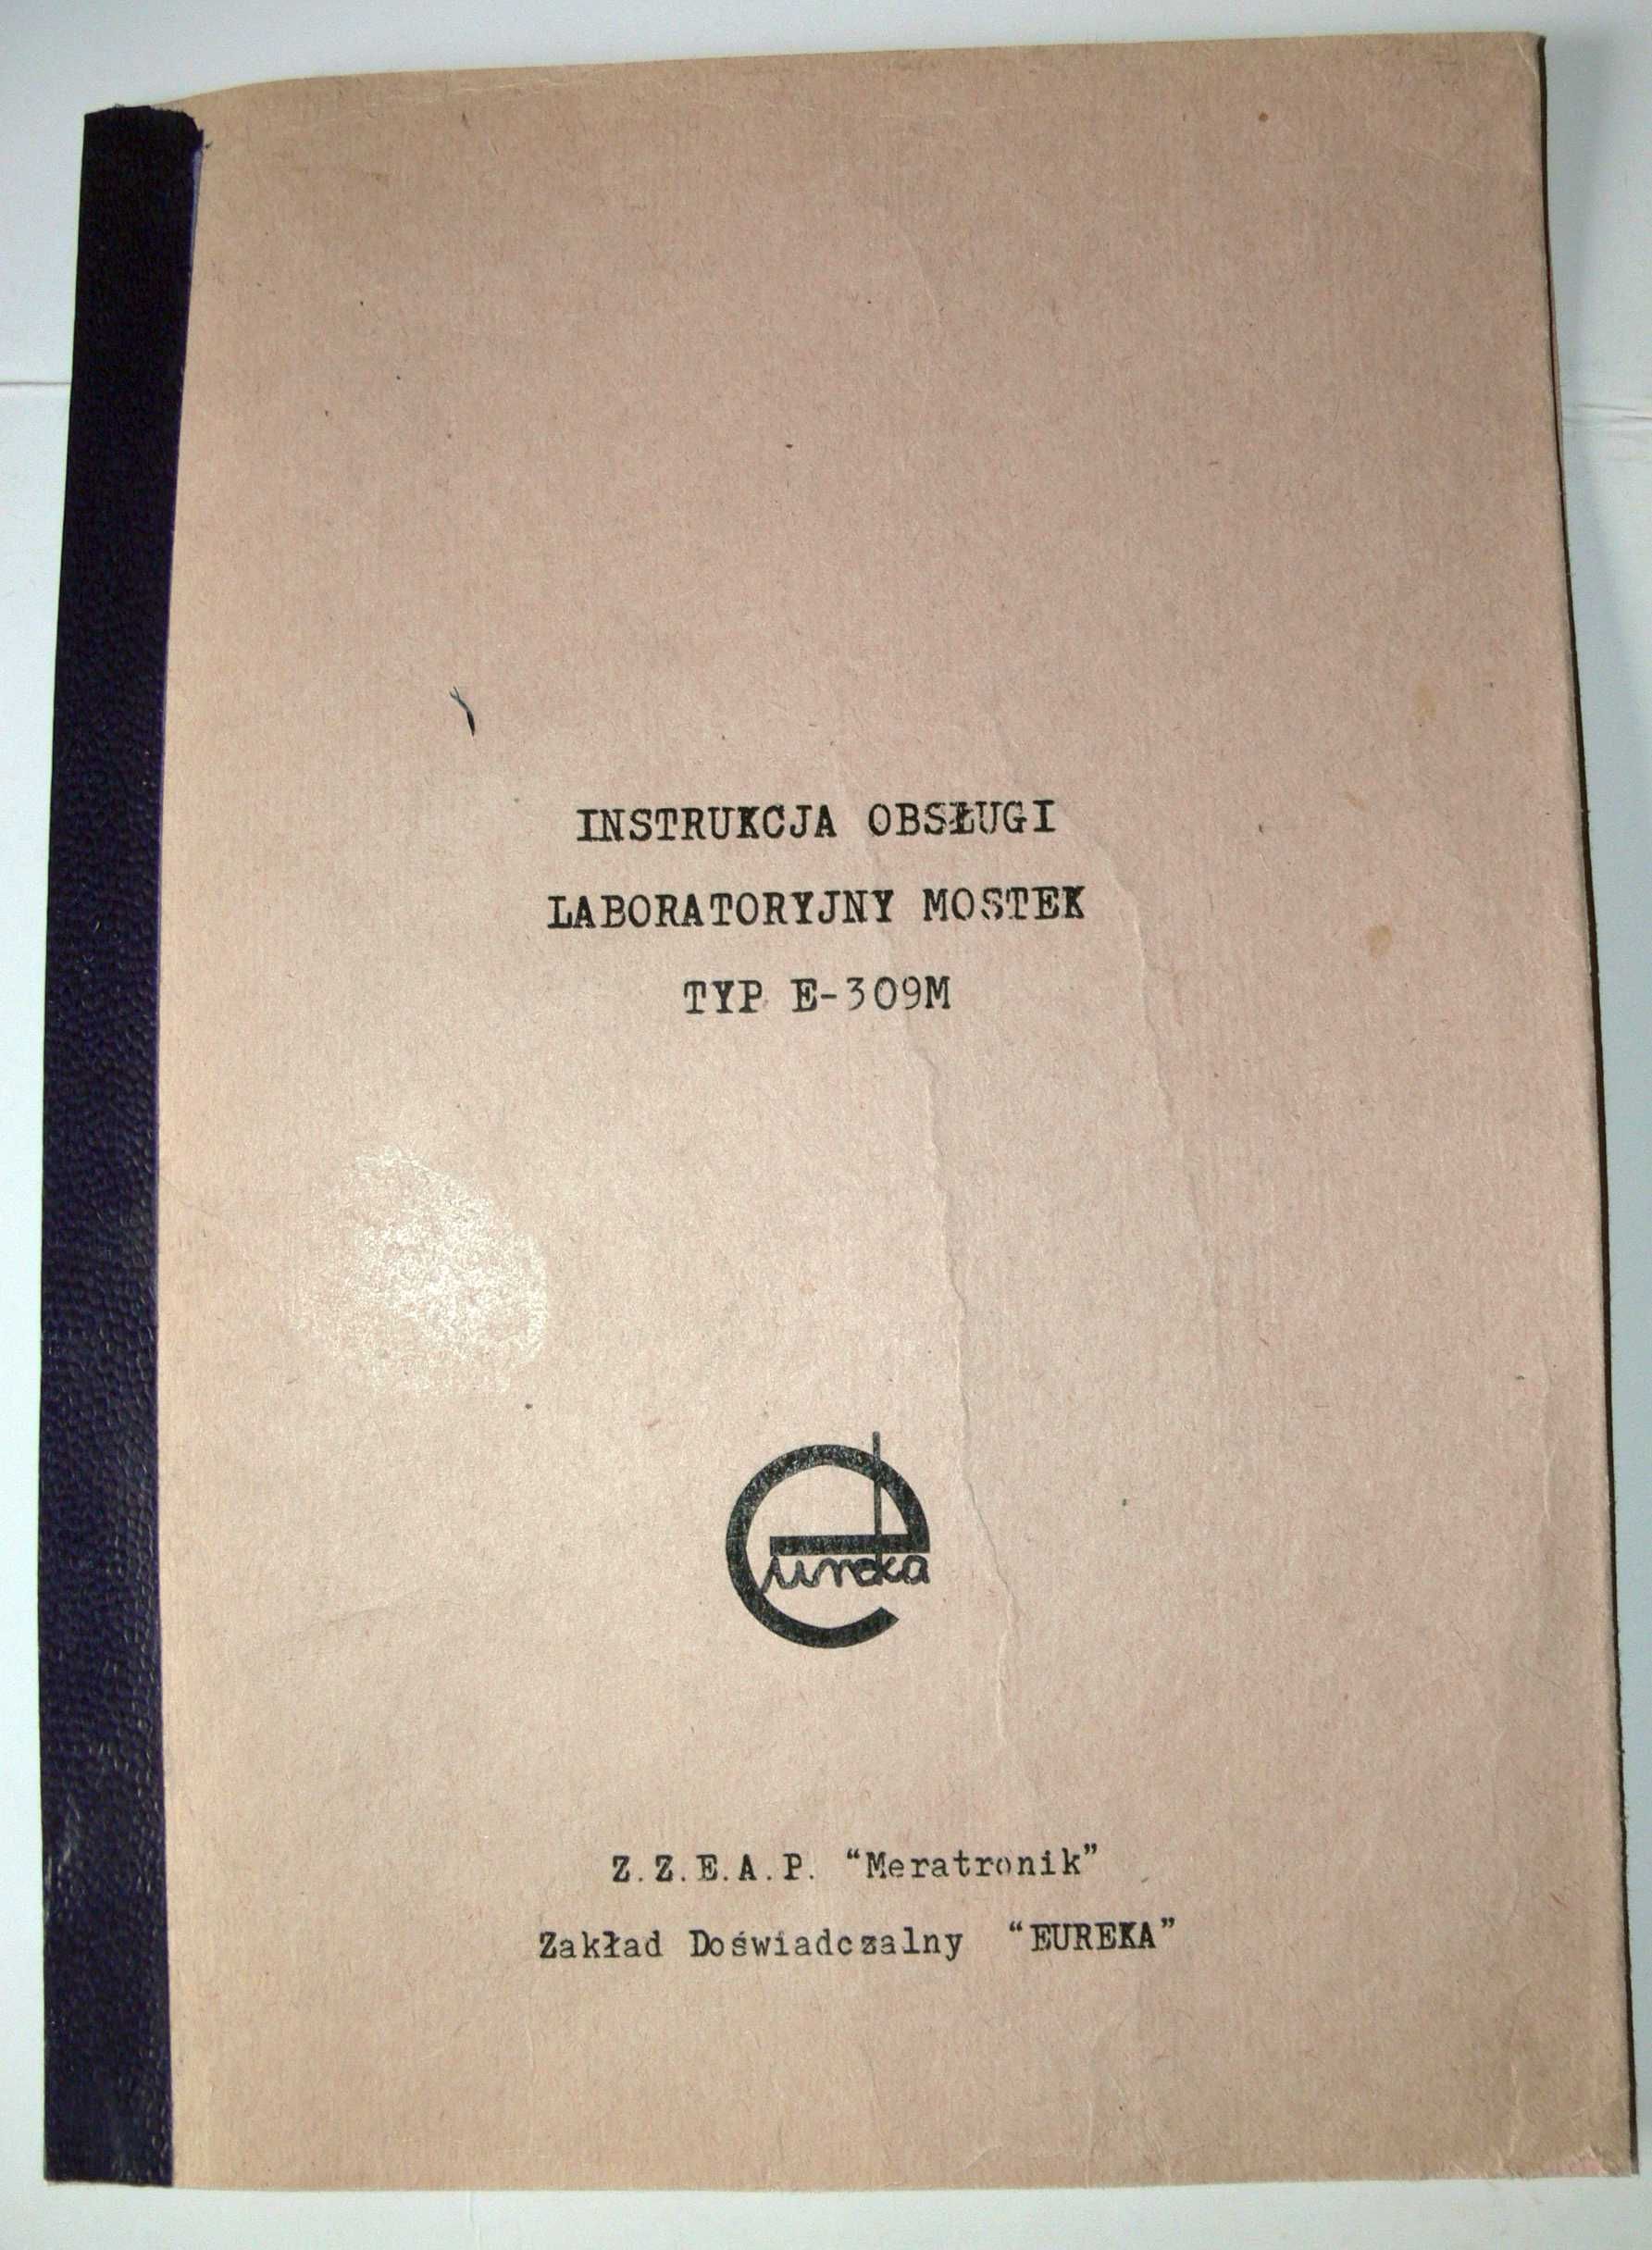 INSTRUKCJA OBSŁUGI
LABORATORYJNY MOSTEK
TYP E-309M
eureka
Z.Z.E.A.P. “Meratronik”
Zakład Doświadczalny “EUREKA”